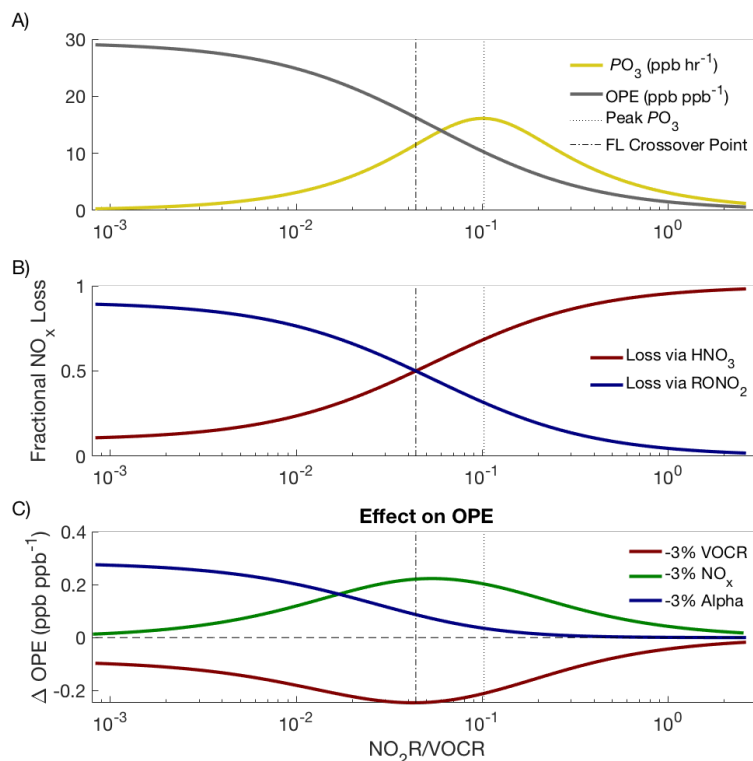 A)
30
20
10
0
PO₃ (ppb hr⁻¹)
OPE (ppb ppb⁻¹)
Peak PO₃
FL Crossover Point
10⁻³ 10⁻² 10⁻¹ 10⁰
B)
Fractional NOₓ Loss
1
0.5
0
Loss via HNO₃
Loss via RONO₂
10⁻³ 10⁻² 10⁻¹ 10⁰
C)
Effect on OPE
Δ OPE (ppb ppb⁻¹)
0.4
0.2
0
-0.2
-3% VOCR
-3% NOₓ
-3% Alpha
10⁻³ 10⁻² 10⁻¹ 10⁰
NO₂R/VOCR